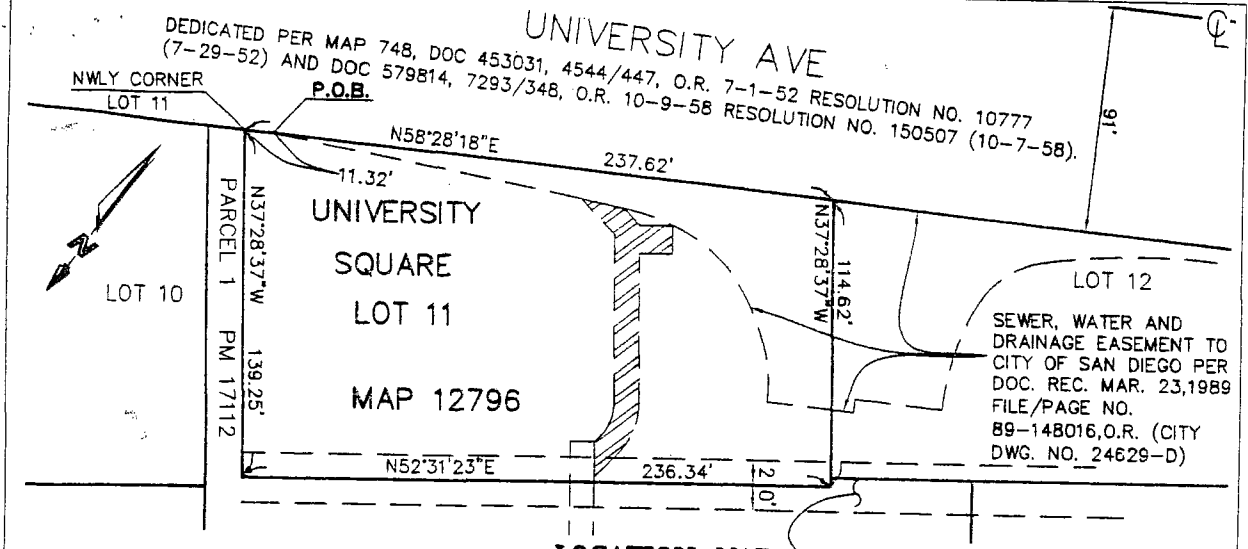 UNIVERSITY AVE
DEDICATED PER MAP 748, DOC 453031, 4544/447, O.R. 7-1-52 RESOLUTION NO. 10777
(7-29-52) AND DOC 579814, 7293/348, O.R. 10-9-58 RESOLUTION NO. 150507 (10-7-58).
NWLY CORNER
LOT 11
P.O.B.
N58°28'18"E
237.62'
91'
11.32'
PARCEL 1 PM 17112
N37°28'37"W 139.25'
UNIVERSITY
SQUARE
LOT 11
MAP 12796
N37°28'37"W
114.62'
LOT 10
N
LOT 12
SEWER, WATER AND
DRAINAGE EASEMENT TO
CITY OF SAN DIEGO PER
DOC. REC. MAR. 23,1989
FILE/PAGE NO.
89-148016,O.R. (CITY
DWG. NO. 24629-D)
N52°31'23"E
236.34'